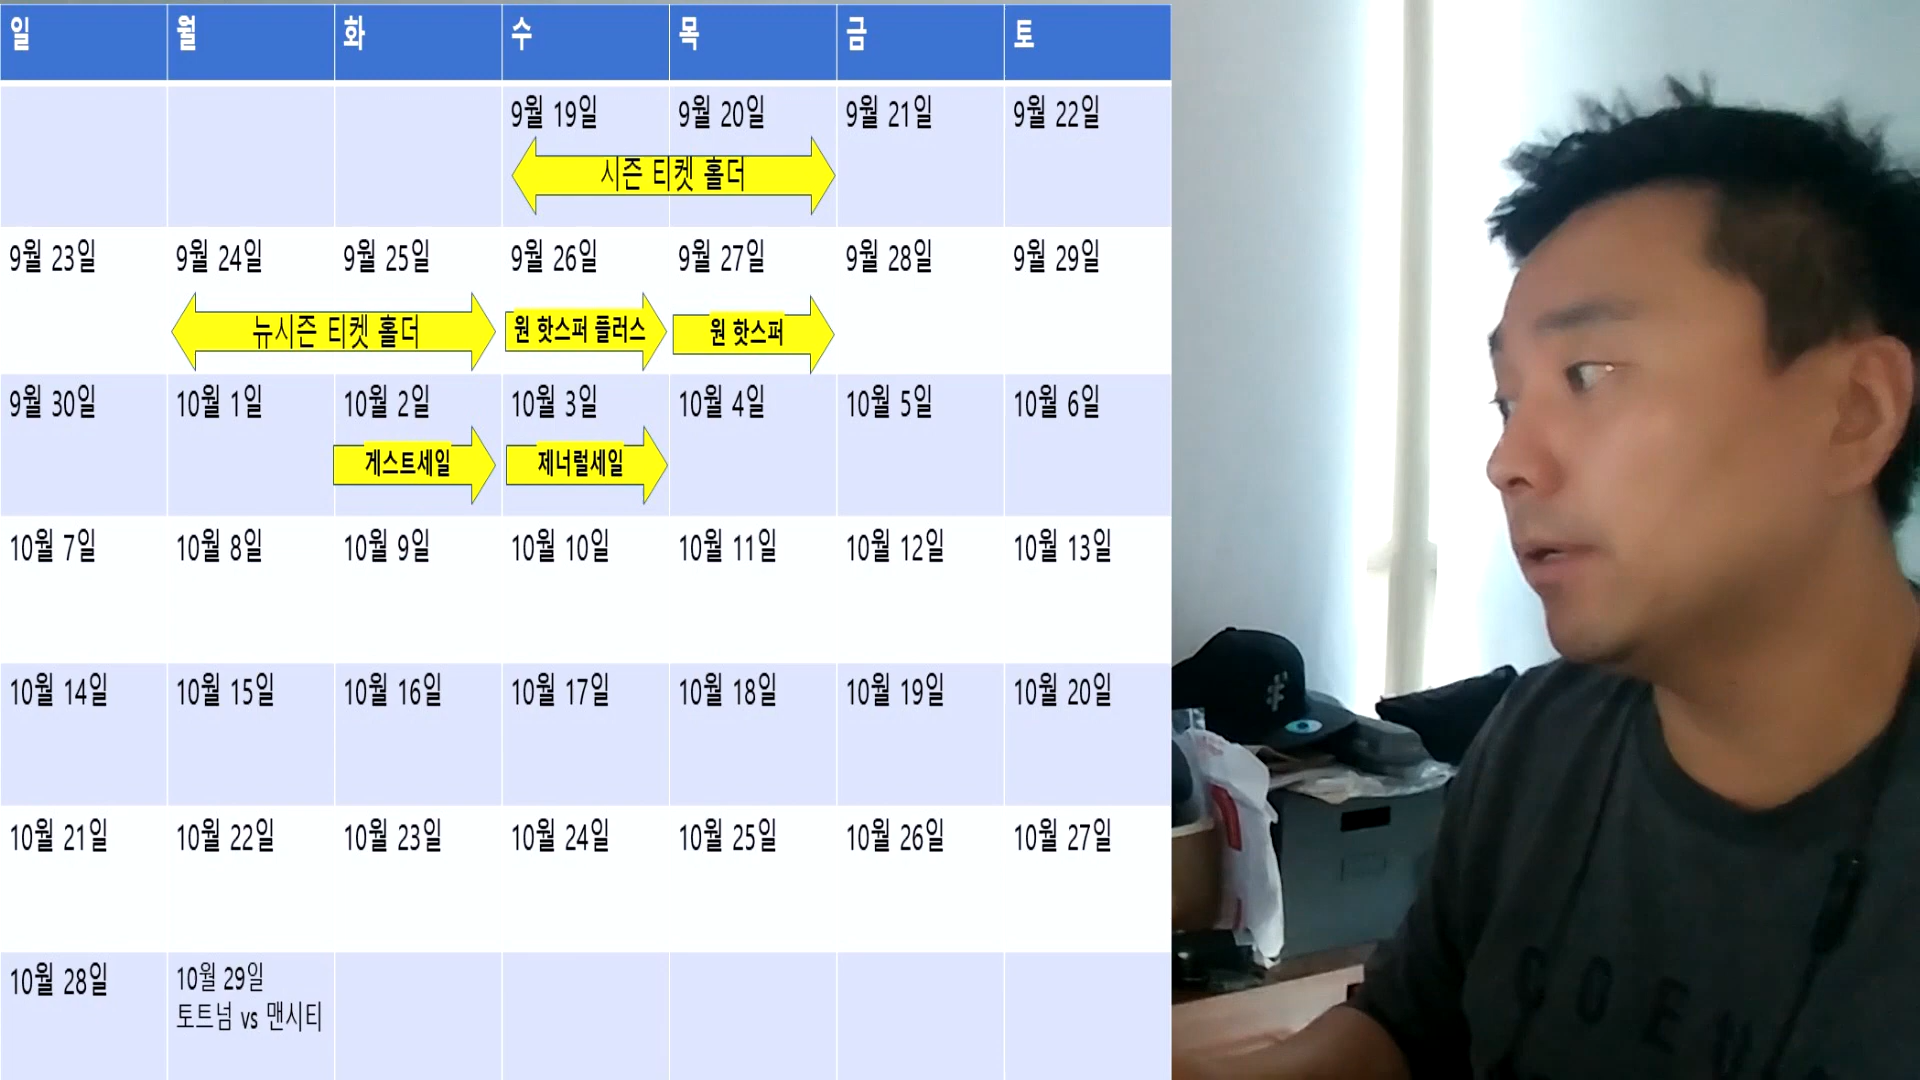 일 월 화 수 목 금 토
9월 19일 9월 20일 9월 21일 9월 22일
시즌 티켓 홀더
9월 23일 9월 24일 9월 25일 9월 26일 9월 27일 9월 28일 9월 29일
뉴시즌 티켓 홀더 원 핫스퍼 플러스 원 핫스퍼
9월 30일 10월 1일 10월 2일 10월 3일 10월 4일 10월 5일 10월 6일
게스트세일 제너럴세일
10월 7일 10월 8일 10월 9일 10월 10일 10월 11일 10월 12일 10월 13일
10월 14일 10월 15일 10월 16일 10월 17일 10월 18일 10월 19일 10월 20일
10월 21일 10월 22일 10월 23일 10월 24일 10월 25일 10월 26일 10월 27일
10월 28일 10월 29일
토트넘 vs 맨시티